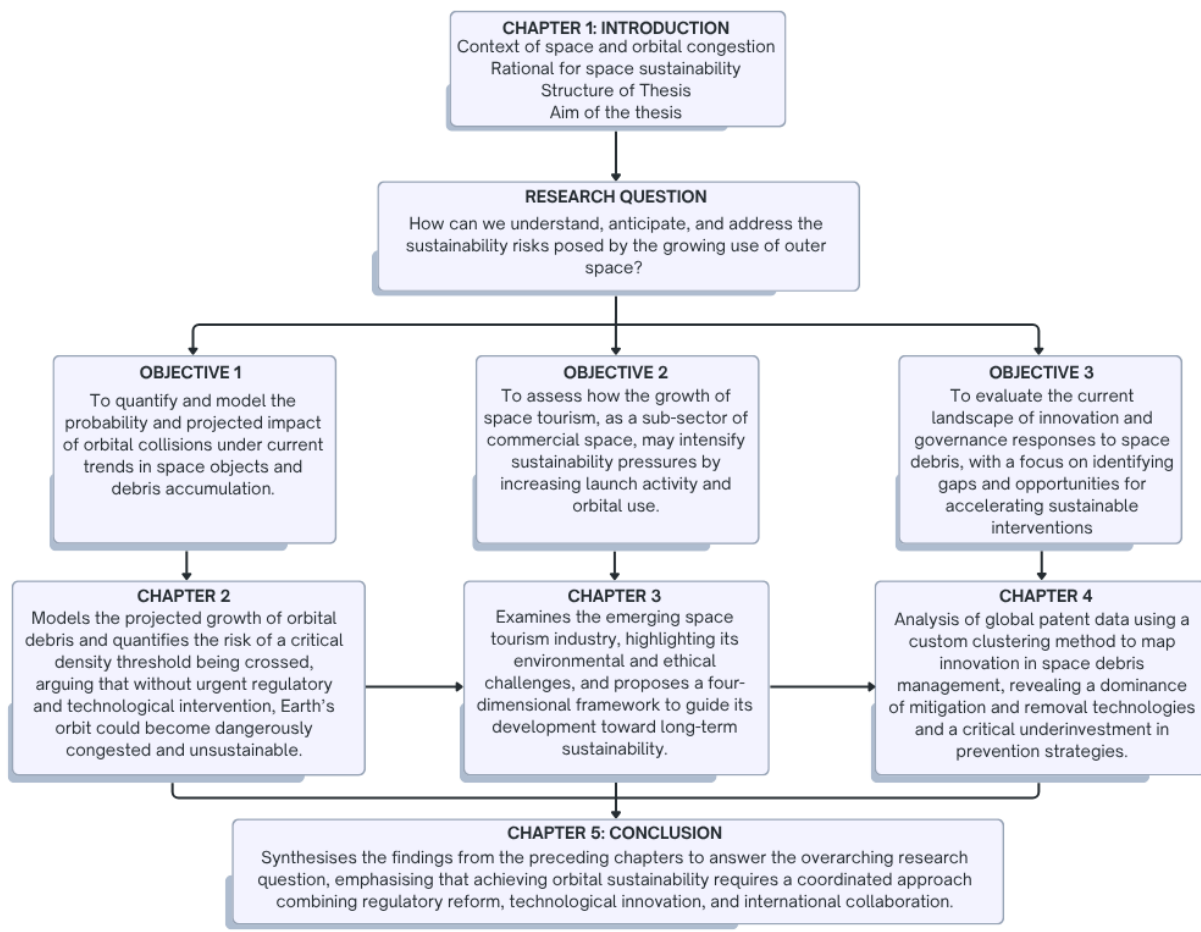 CHAPTER 1: INTRODUCTION
Context of space and orbital congestion
Rational for space sustainability
Structure of Thesis
Aim of the thesis
RESEARCH QUESTION
How can we understand, anticipate, and address the
sustainability risks posed by the growing use of outer
space?
OBJECTIVE 1
To quantify and model the
probability and projected impact
of orbital collisions under current
trends in space objects and
debris accumulation.
OBJECTIVE 2
To assess how the growth of
space tourism, as a sub-sector of
commercial space, may intensify
sustainability pressures by
increasing launch activity and
orbital use.
OBJECTIVE 3
To evaluate the current
landscape of innovation and
governance responses to space
debris, with a focus on identifying
gaps and opportunities for
accelerating sustainable
interventions
CHAPTER 2
Models the projected growth of orbital
debris and quantifies the risk of a critical
density threshold being crossed,
arguing that without urgent regulatory
and technological intervention, Earth's
orbit could become dangerously
congested and unsustainable.
CHAPTER 3
Examines the emerging space
tourism industry, highlighting its
environmental and ethical
challenges, and proposes a four-
dimensional framework to guide its
development toward long-term
sustainability.
CHAPTER 4
Analysis of global patent data using a
custom clustering method to map
innovation in space debris
management, revealing a dominance
of mitigation and removal technologies
and a critical underinvestment in
prevention strategies.
CHAPTER 5: CONCLUSION
Synthesises the findings from the preceding chapters to answer the overarching research
question, emphasising that achieving orbital sustainability requires a coordinated approach
combining regulatory reform, technological innovation, and international collaboration.